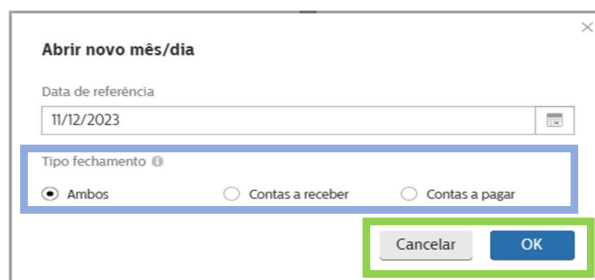 Abrir novo mês/dia
Data de referência
11/12/2023
Tipo fechamento
Ambos Contas a receber Contas a pagar
Cancelar OK